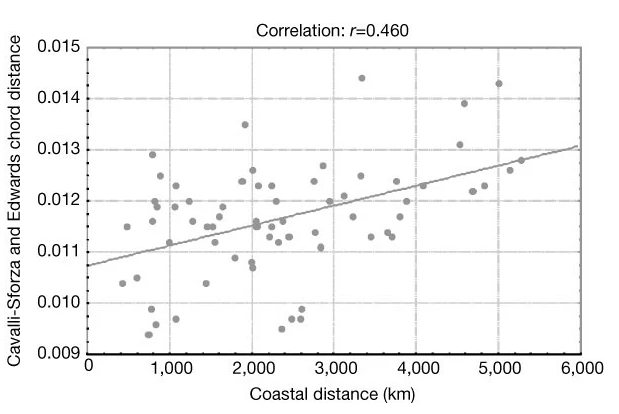 Correlation: r=0.460
Cavalli-Sforza and Edwards chord distance
0.015
0.014
0.013
0.012
0.011
0.010
0.009
0 1,000 2,000 3,000 4,000 5,000 6,000
Coastal distance (km)